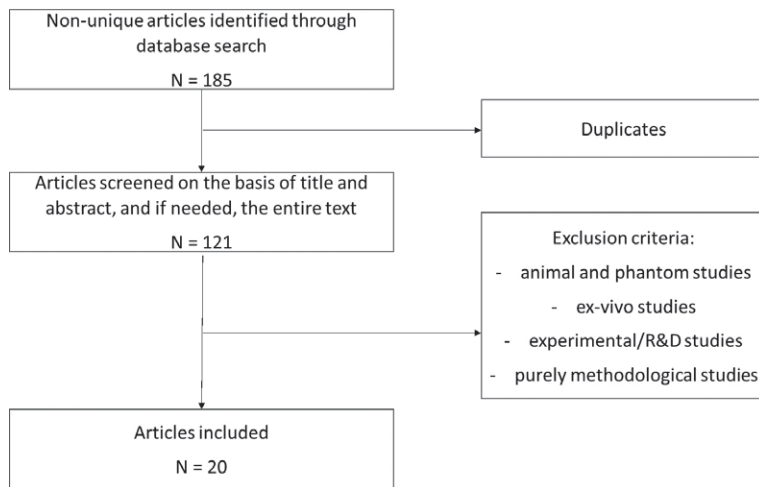 Non-unique articles identified through
database search
N = 185
Duplicates
Articles screened on the basis of title and
abstract, and if needed, the entire text
N = 121
Exclusion criteria:
- animal and phantom studies
- ex-vivo studies
- experimental/R&D studies
- purely methodological studies
Articles included
N = 20